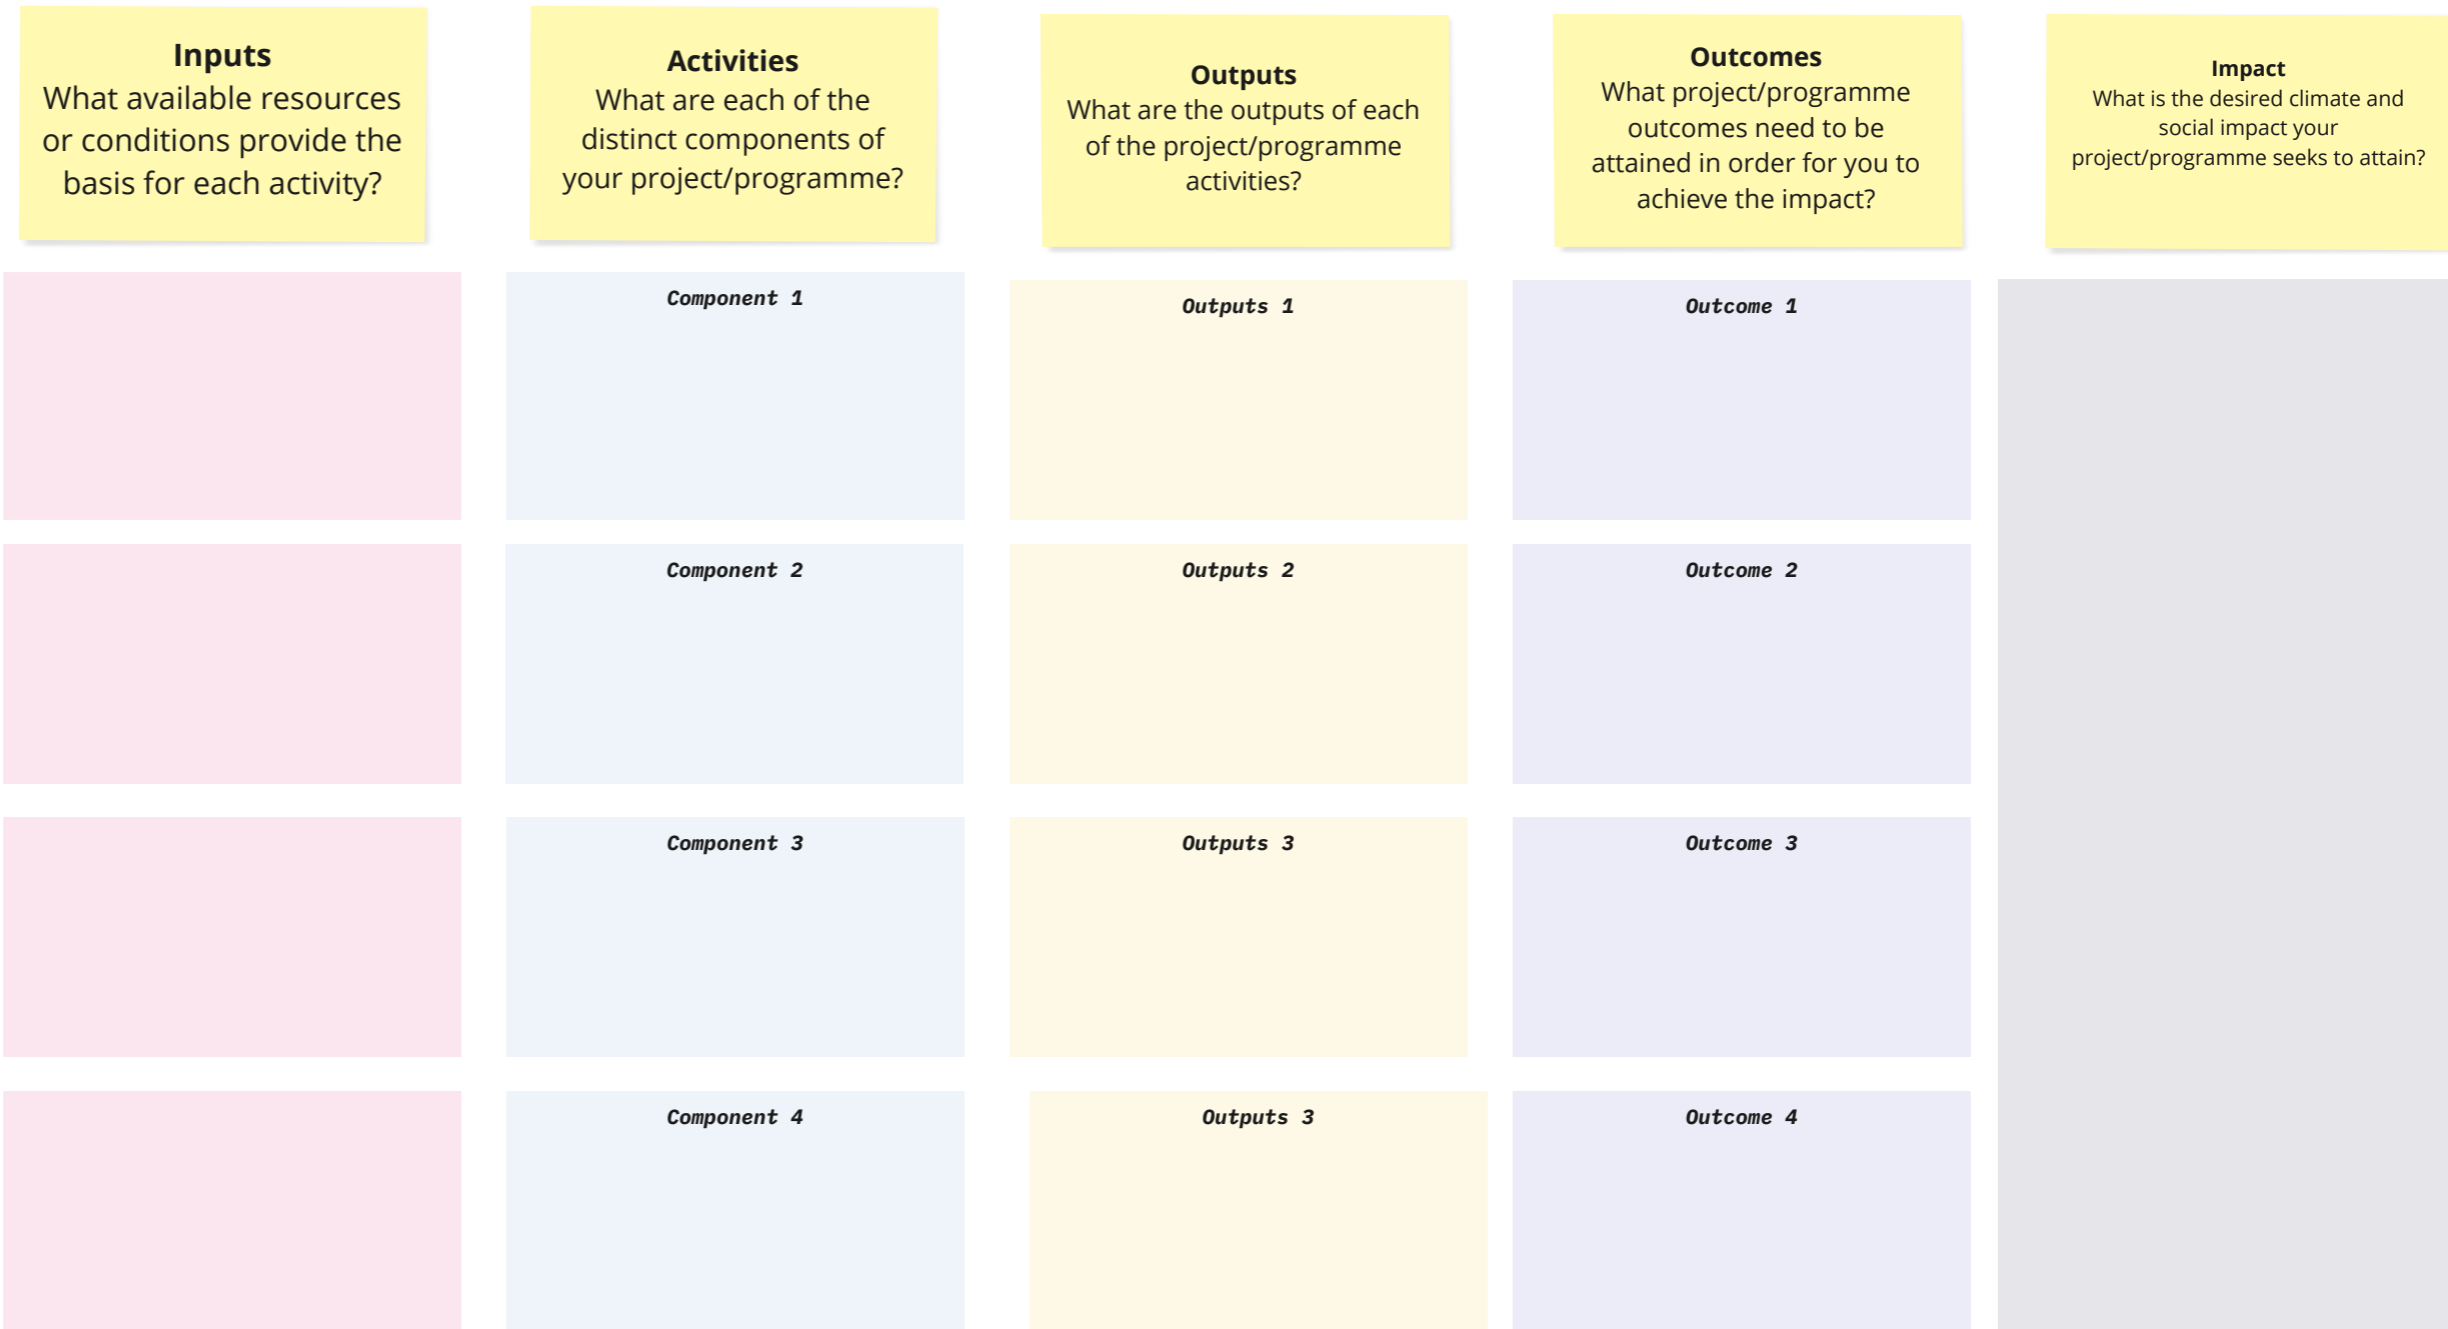 Inputs
What available resources
or conditions provide the
basis for each activity?
Activities
What are each of the
distinct components of
your project/programme?
Outputs
What are the outputs of each
of the project/programme
activities?
Outcomes
What project/programme
outcomes need to be
attained in order for you to
achieve the impact?
Impact
What is the desired climate and
social impact your
project/programme seeks to attain?
Component 1
Outputs 1
Outcome 1
Component 2
Outputs 2
Outcome 2
Component 3
Outputs 3
Outcome 3
Component 4
Outputs 3
Outcome 4